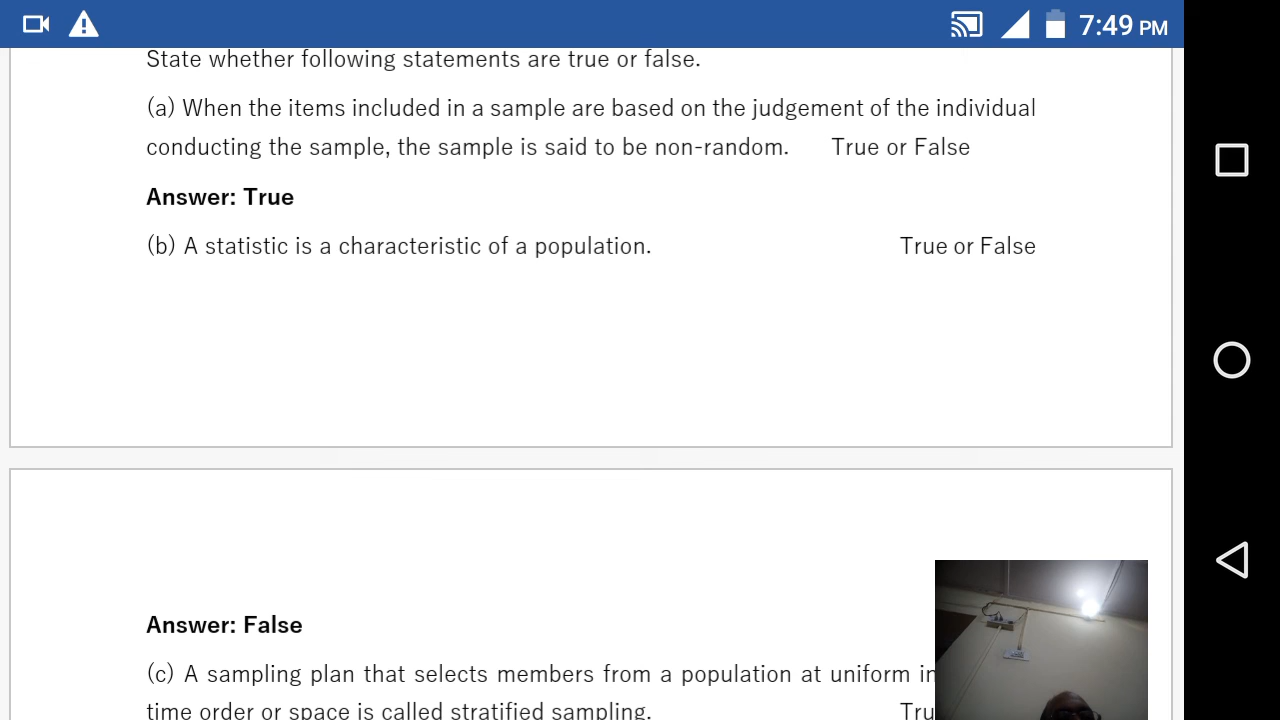 7:49 PM
State whether following statements are true or false.
(a) When the items included in a sample are based on the judgement of the individual
conducting the sample, the sample is said to be non-random. True or False
Answer: True
(b) A statistic is a characteristic of a population. True or False
Answer: False
(c) A sampling plan that selects members from a population at uniform in
time order or space is called stratified sampling. Tru